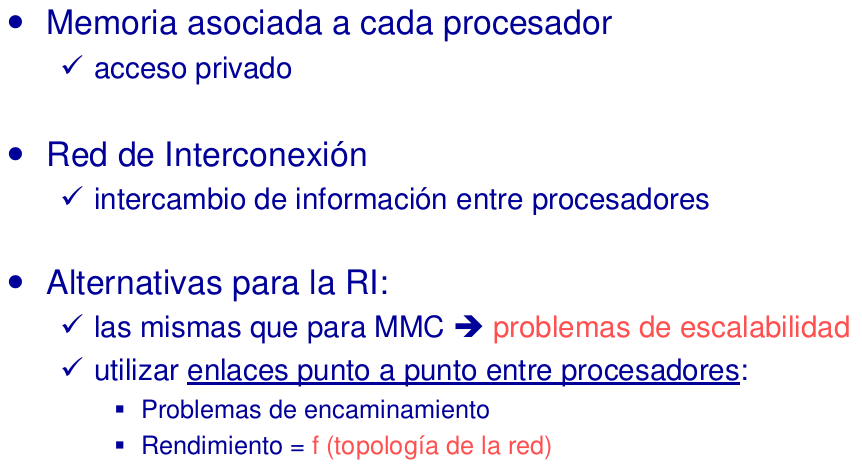 • Memoria asociada a cada procesador
✓ acceso privado
• Red de Interconexión
✓ intercambio de información entre procesadores
• Alternativas para la RI:
✓ las mismas que para MMC ➔ problemas de escalabilidad
✓ utilizar enlaces punto a punto entre procesadores:
▪ Problemas de encaminamiento
▪ Rendimiento = f (topología de la red)